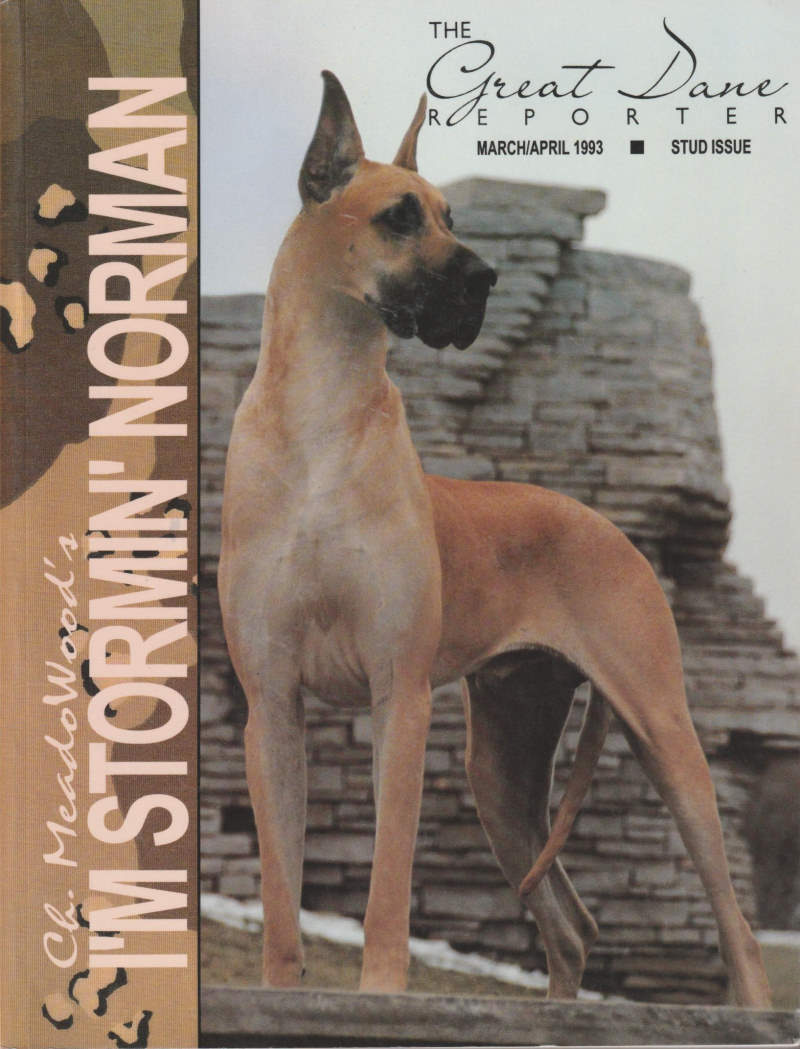 THE
Great Dane
REPORTER
MARCH/APRIL 1993 ■ STUD ISSUE
Ch. MeadoWood's
I'M STORMIN' NORMAN